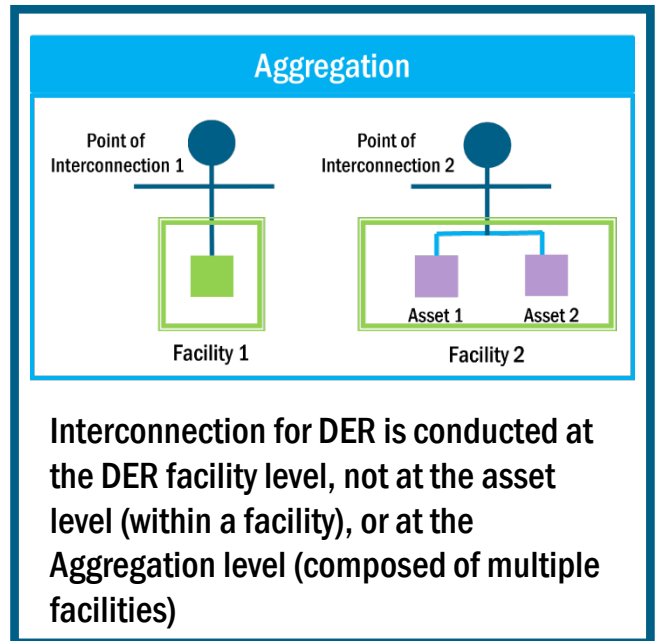 Aggregation
Point of
Interconnection 1
Point of
Interconnection 2
Asset 1
Asset 2
Facility 1
Facility 2
Interconnection for DER is conducted at
the DER facility level, not at the asset
level (within a facility), or at the
Aggregation level (composed of multiple
facilities)